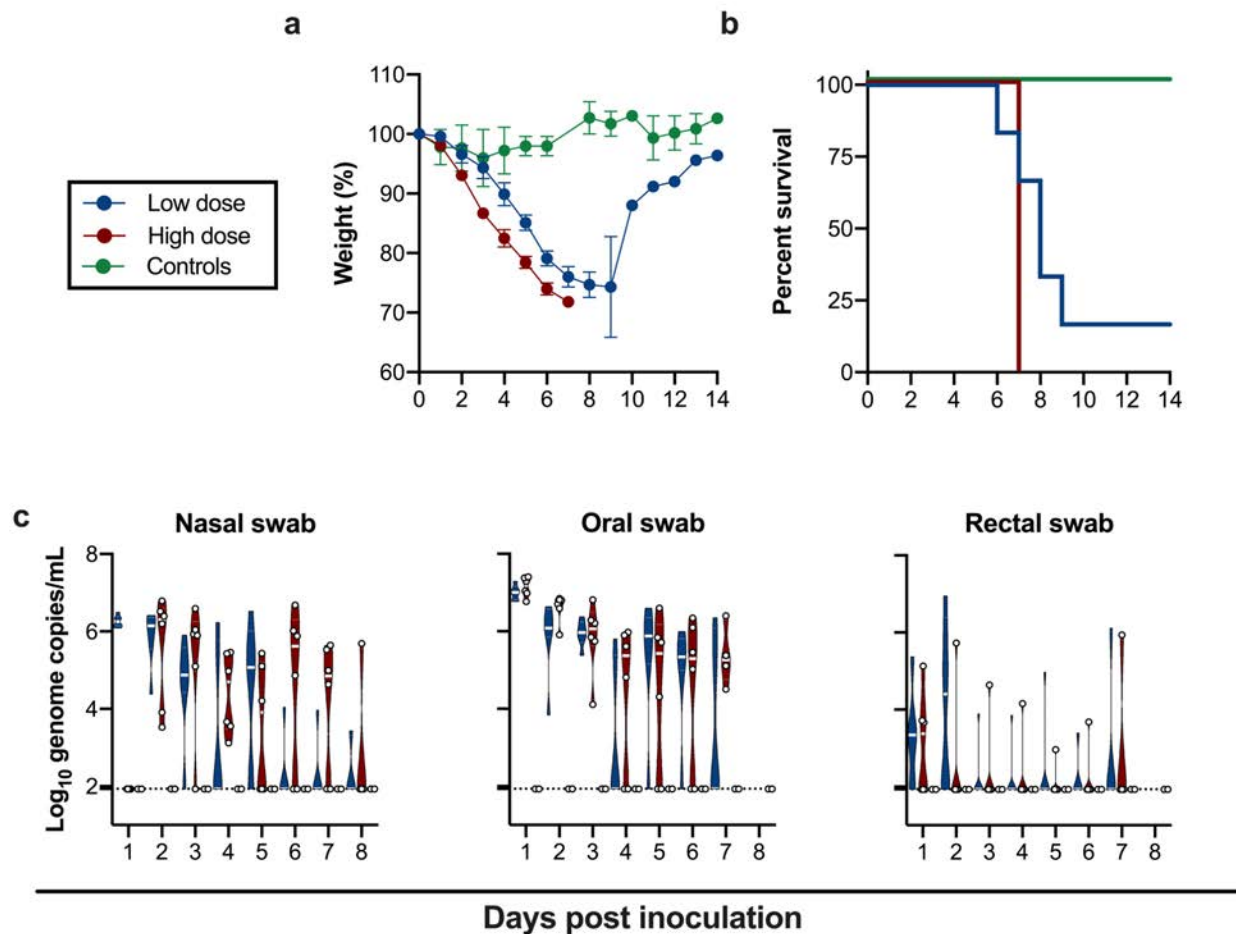 a
b
Low dose
High dose
Controls
Weight (%)
110
100
90
80
70
60
0 2 4 6 8 10 12 14
Percent survival
100
75
50
25
0
0 2 4 6 8 10 12 14
c
Nasal swab
Oral swab
Rectal swab
Log10 genome copies/mL
8
6
4
2
1 2 3 4 5 6 7 8
1 2 3 4 5 6 7 8
1 2 3 4 5 6 7 8
Days post inoculation